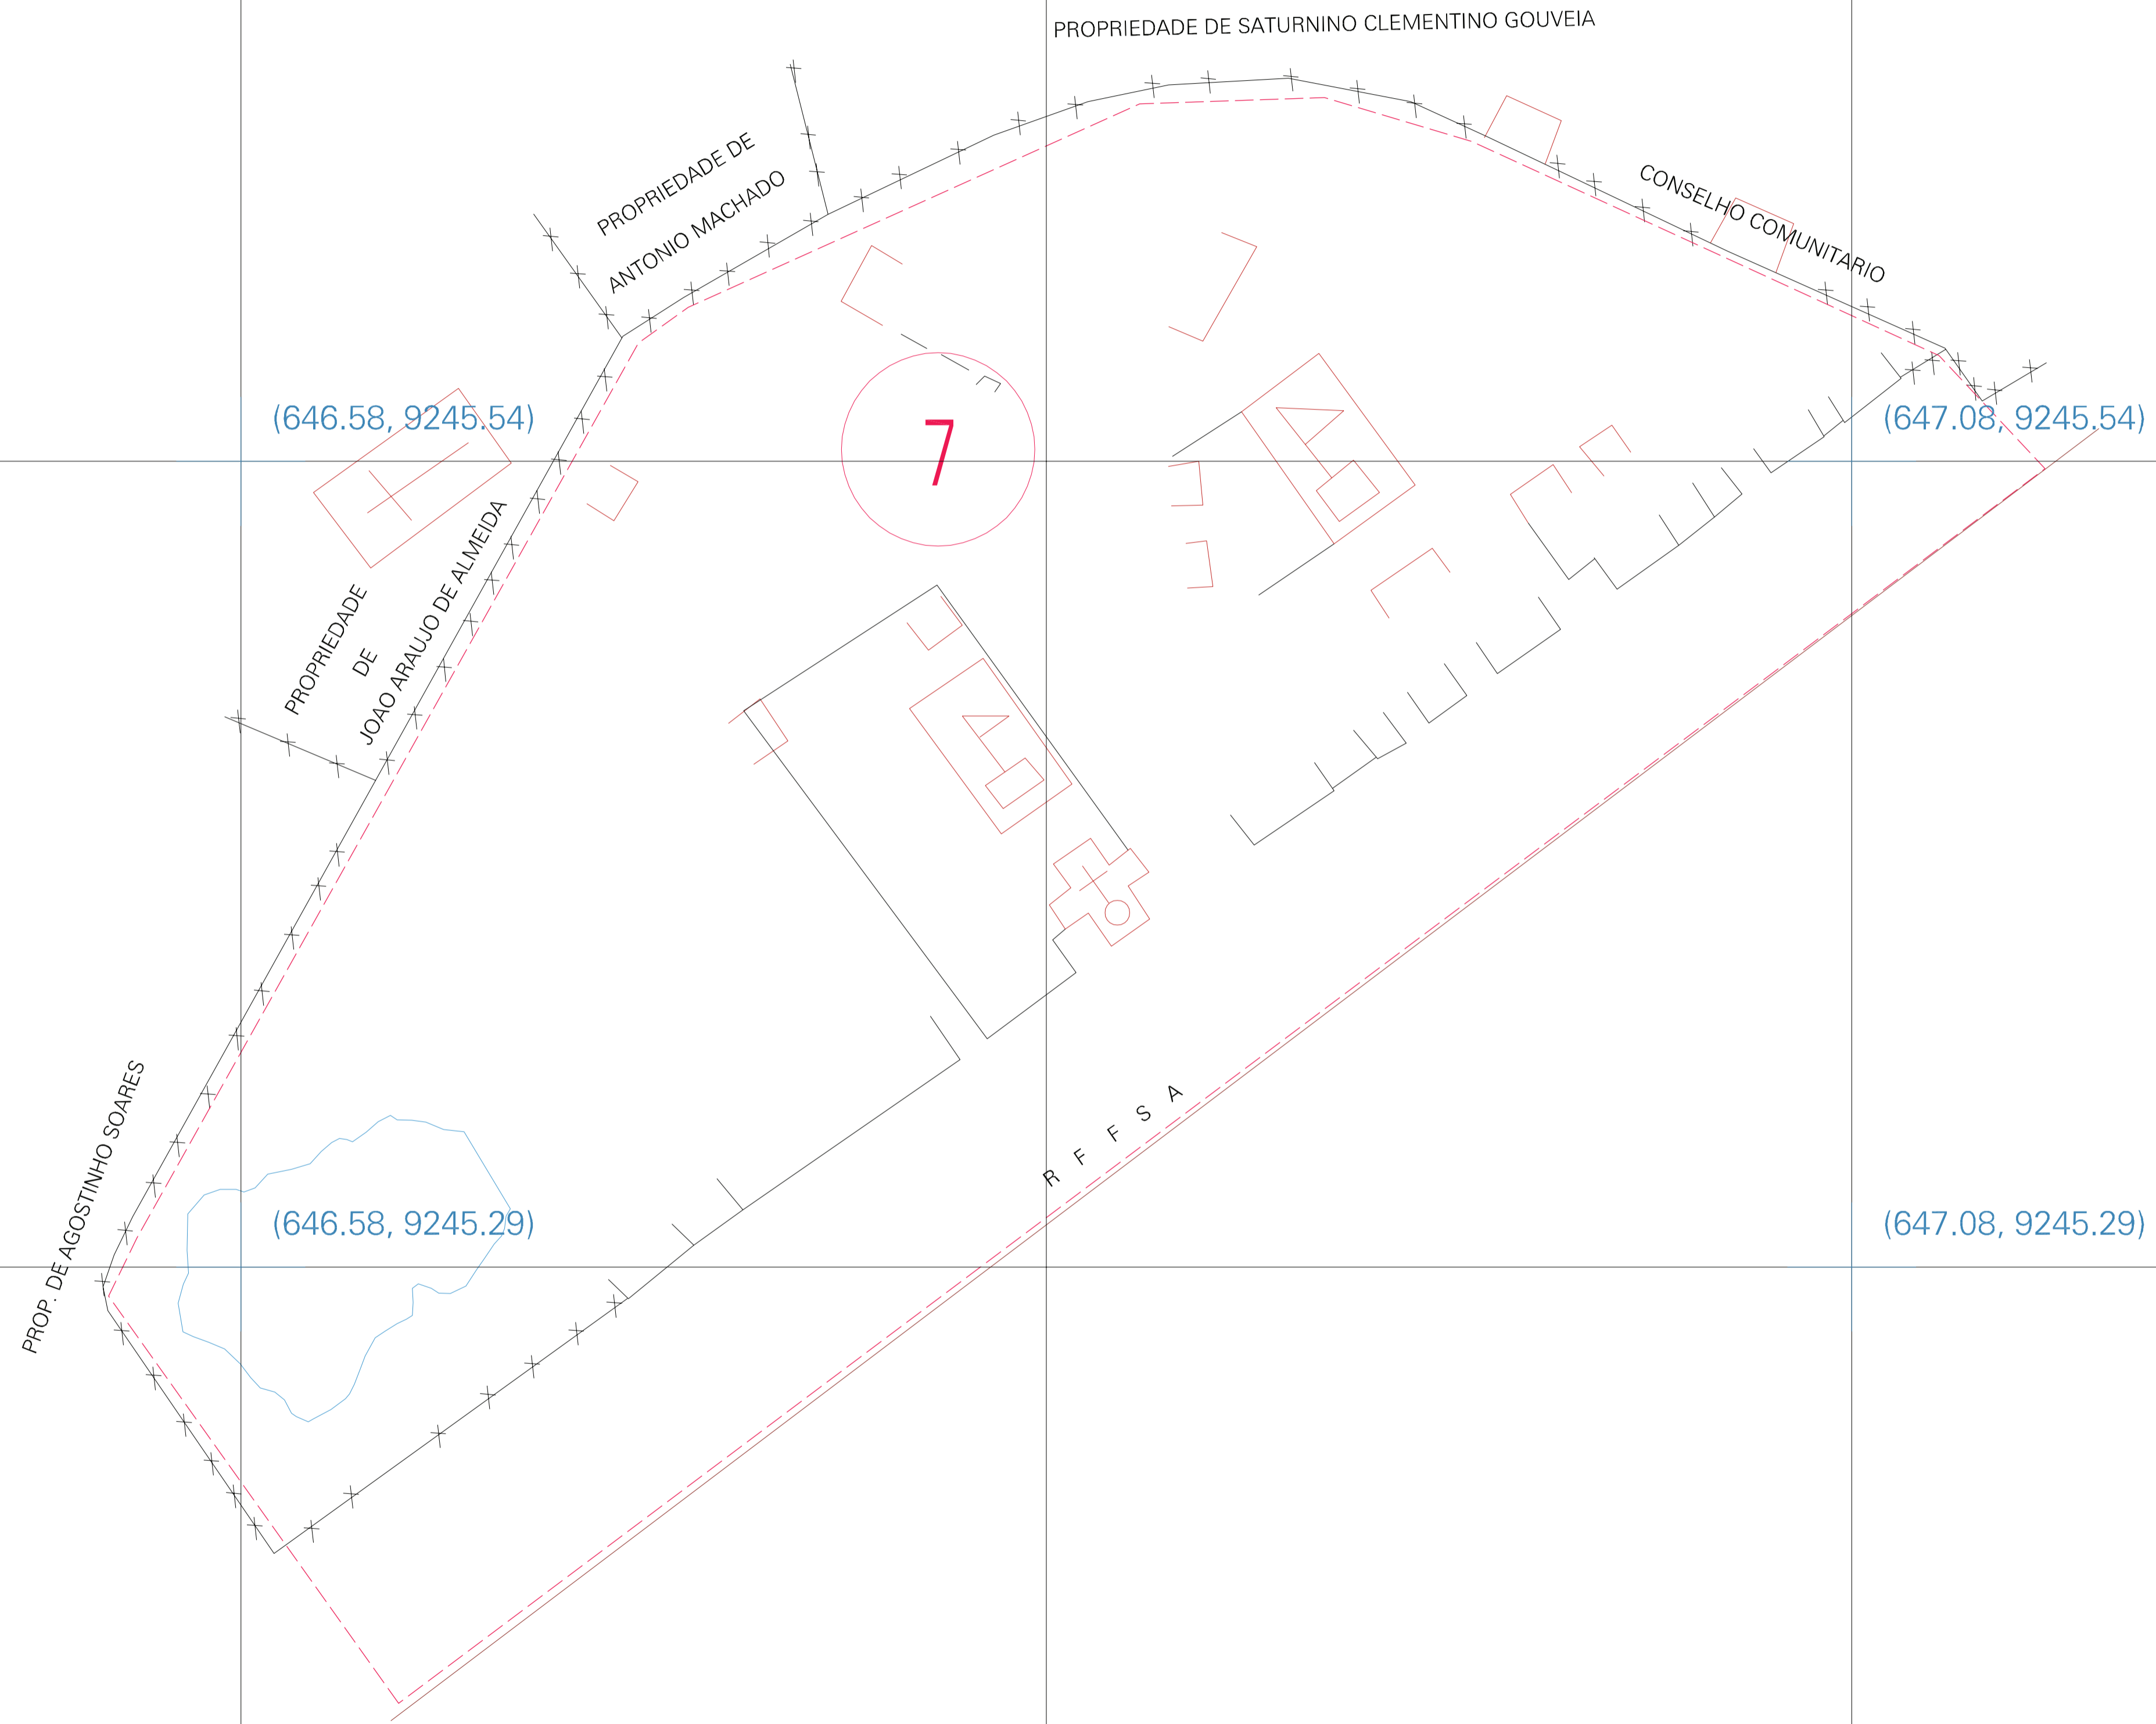 PROPRIEDADE DE SATURNINO CLEMENTINO GOUVEIA
PROPRIEDADE DE
ANTONIO MACHADO
CONSELHO COMUNITARIO
(646.58, 9245.54)
7
(647.08, 9245.54)
PROPRIEDADE
DE
JOAO ARAUJO DE ALMEIDA
PROP. DE AGOSTINHO SOARES
R F F S A
(646.58, 9245.29)
(647.08, 9245.29)